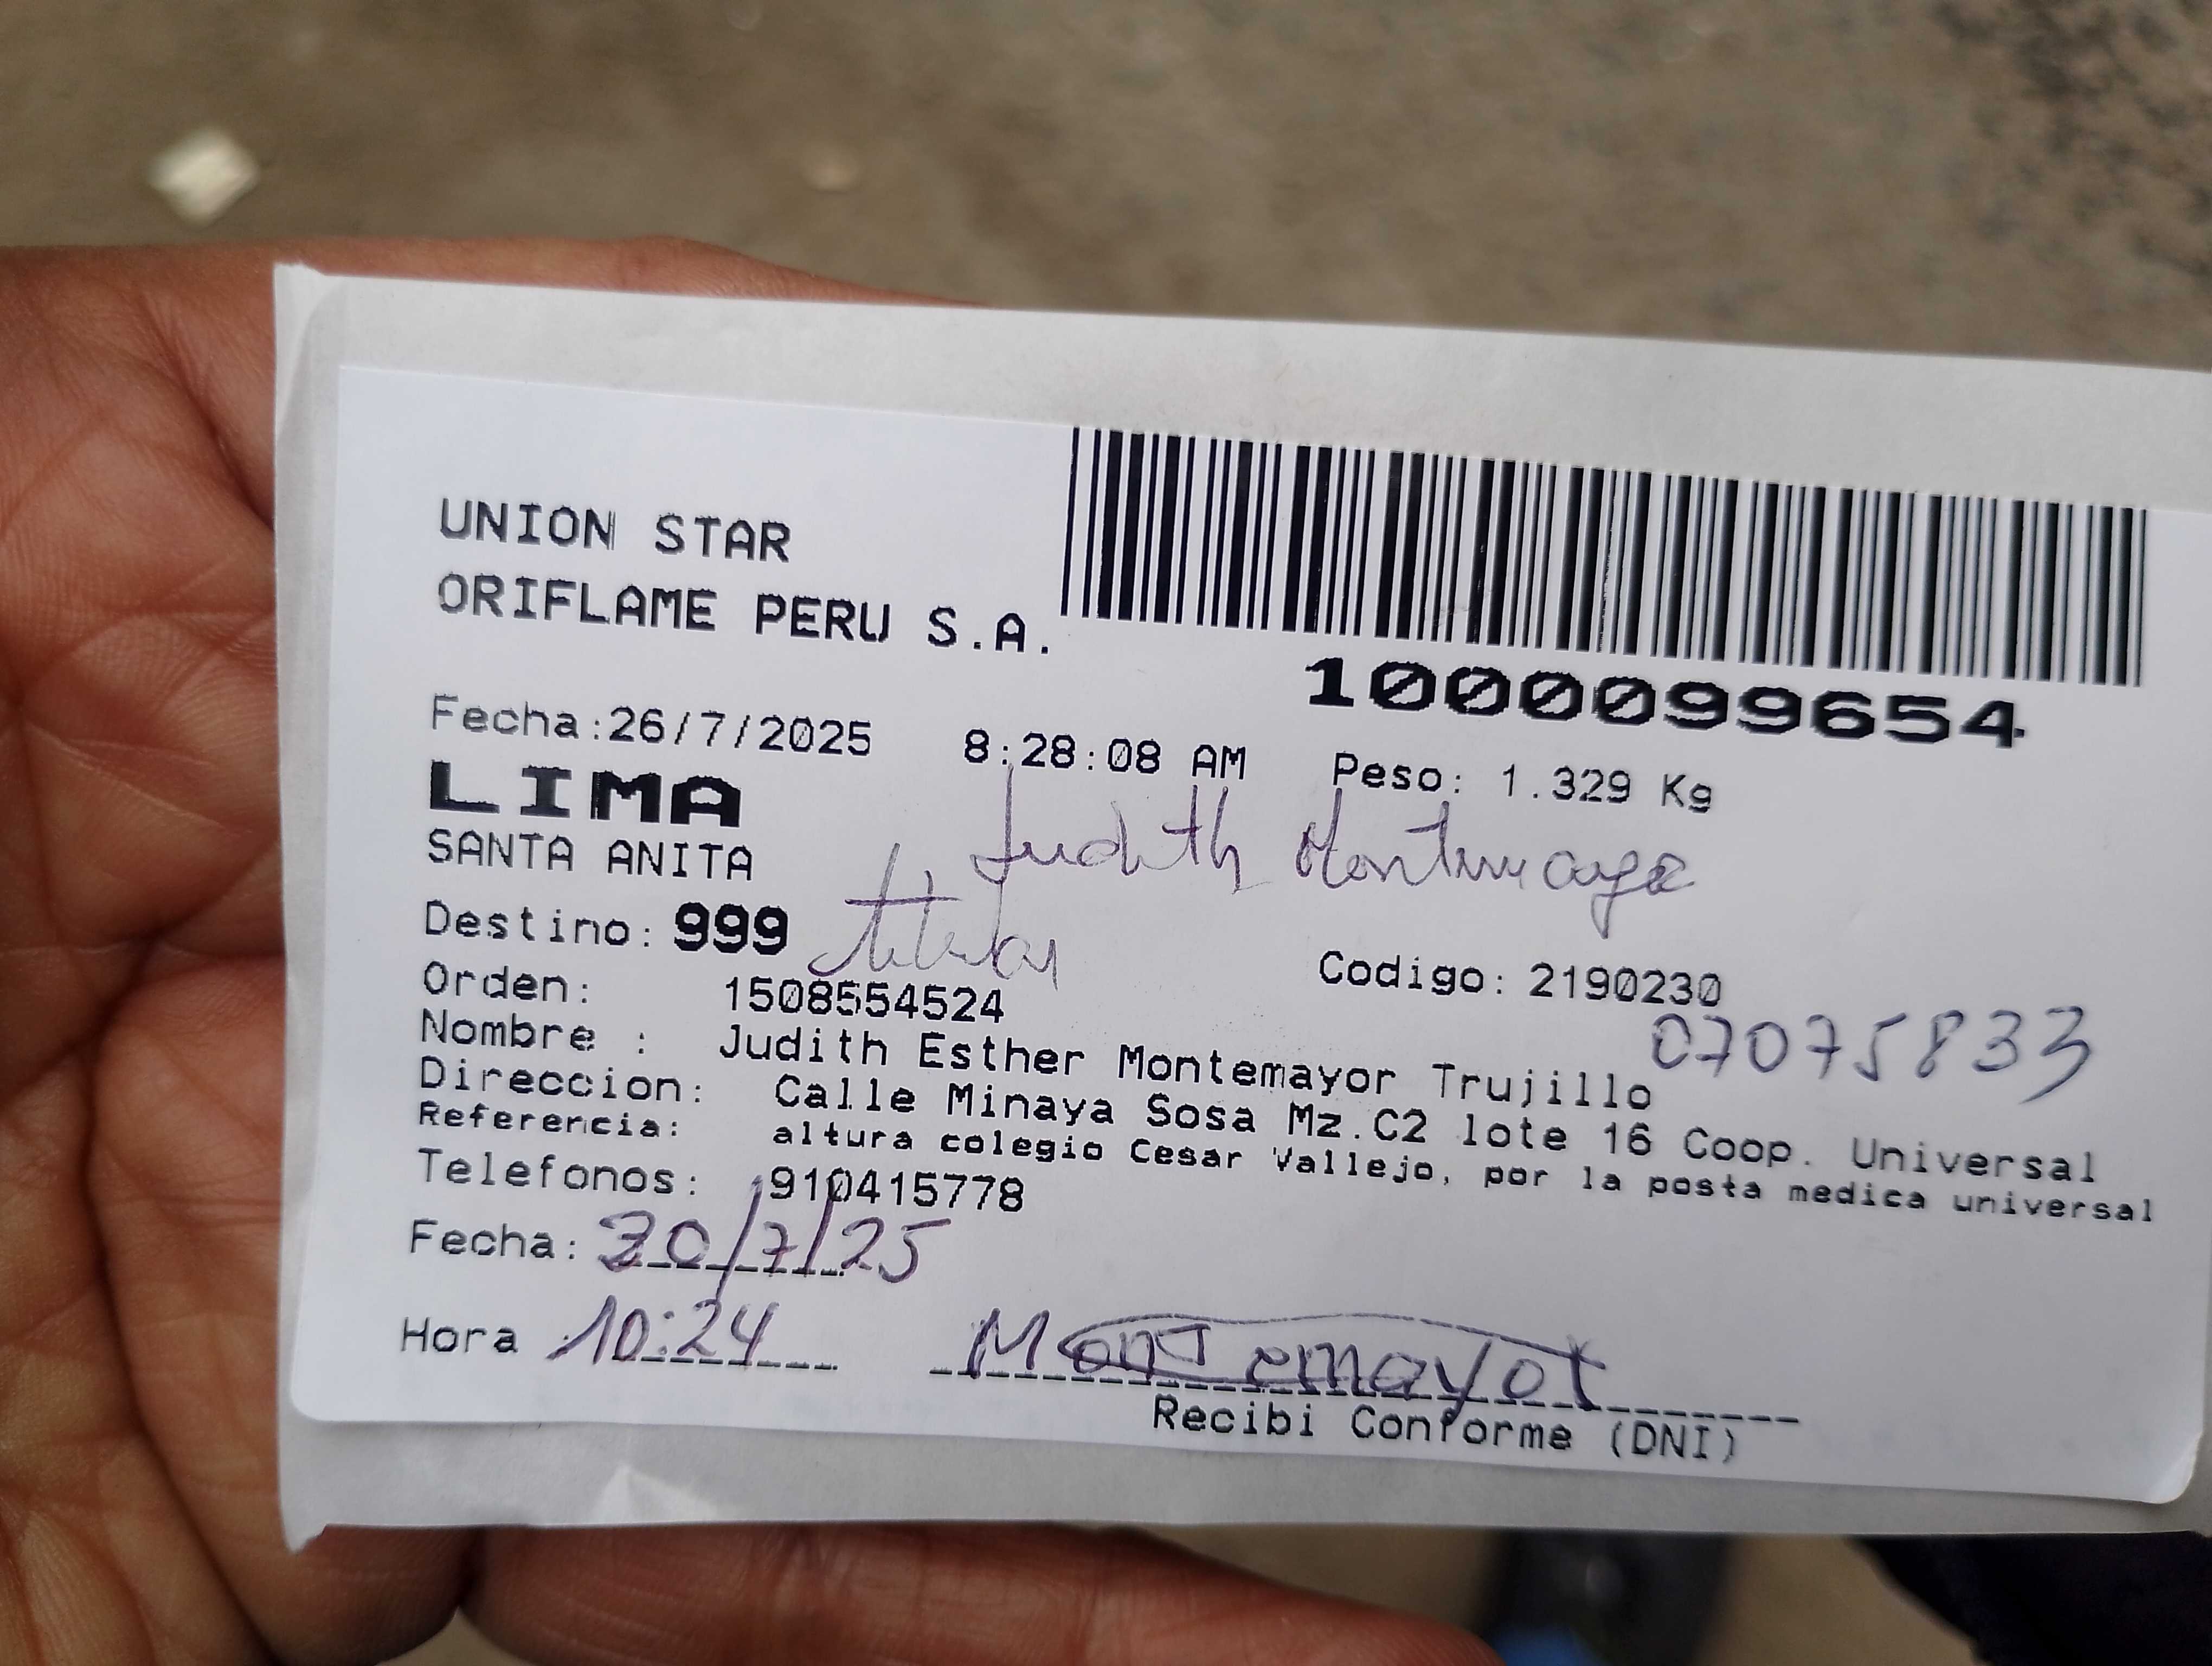 UNION STAR
ORIFLAME PERU S.A.
1000099654
Fecha:26/7/2025 8:28:08 AM Peso: 1.329 Kg
LIMA
SANTA ANITA
Judith
Destino: 999
titular
Codigo: 2190230
Orden: 1508554524
07075833
Nombre : Judith Esther Montemayor Trujillo
Direccion: Calle Minaya Sosa Mz.C2 lote 16 Coop. Universal
Referencia: altura colegio Cesar Vallejo, por la posta medica universal
Telefonos: 910415778
Fecha: 30/7/25
Hora 10:24 Montemayor
Recibi Conforme (DNI)